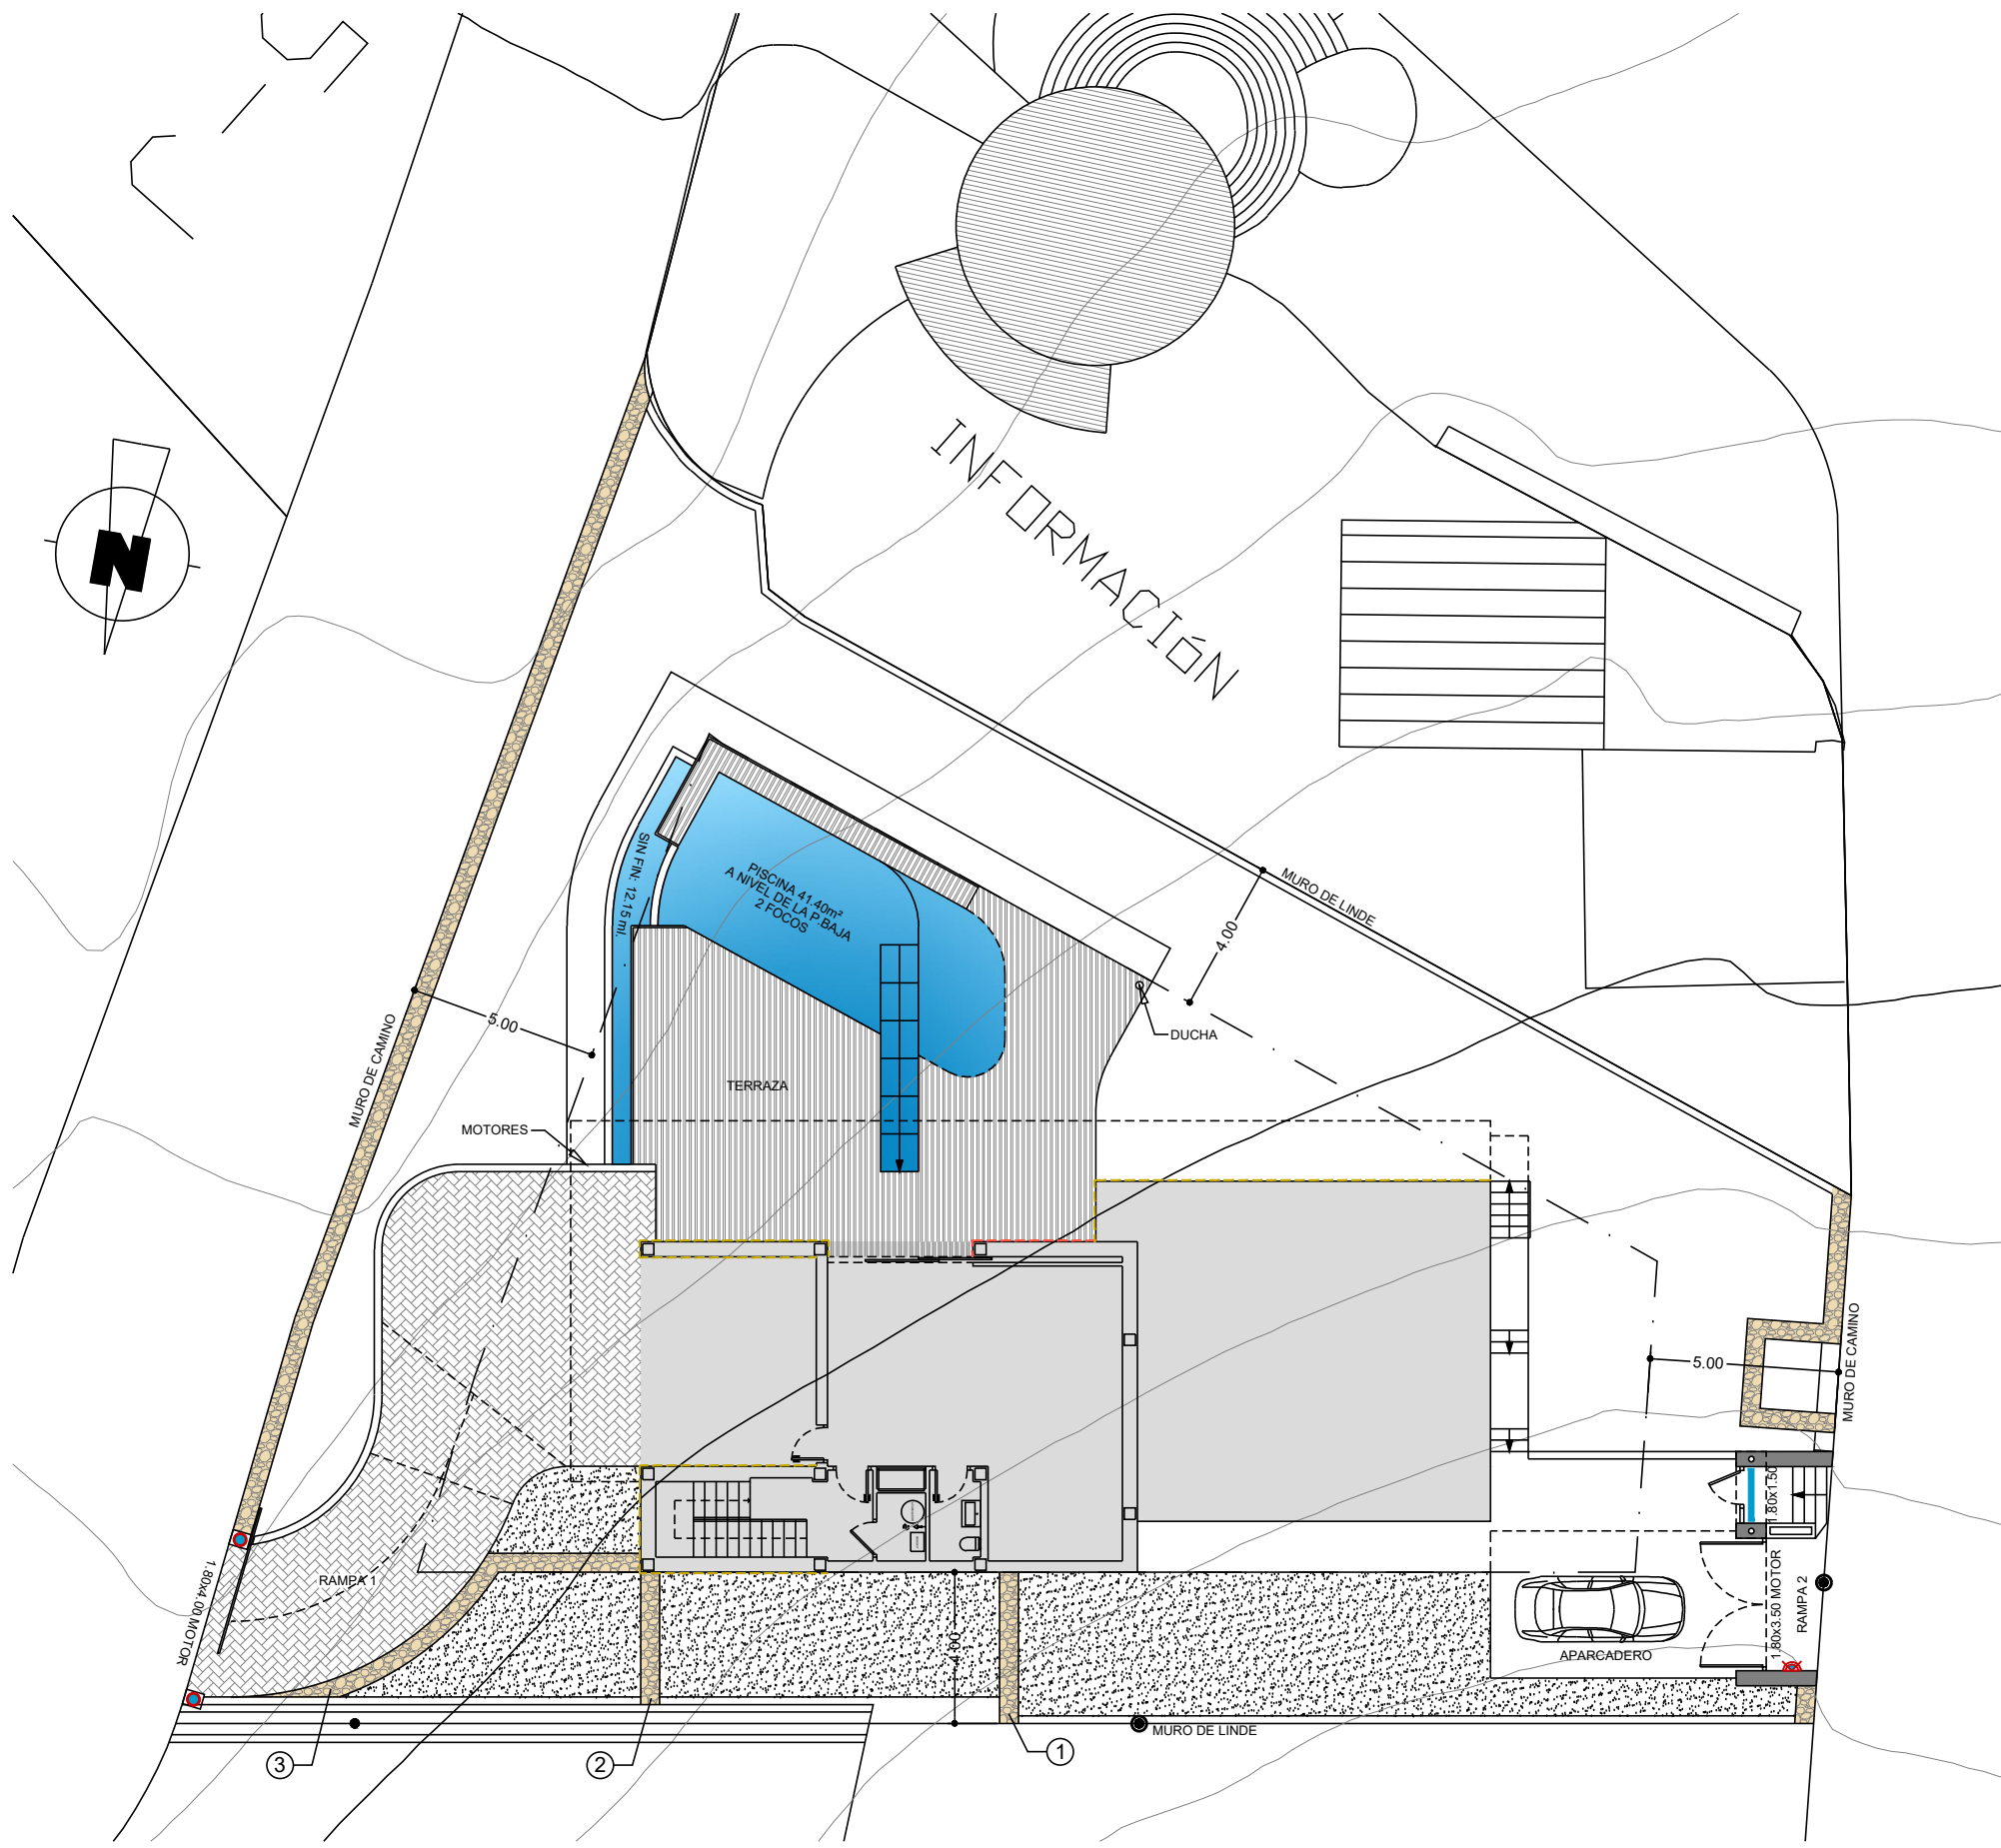 INFORMACIóN
N
PISCINA 41.40m²
A NIVEL DE LA P.BAJA
2 FOCOS
SIN FIN: 12.15 ml.
MURO DE LINDE
4.00
5.00
DUCHA
MURO DE CAMINO
TERRAZA
MOTORES
5.00
MURO DE CAMINO
1.80x1.50
RAMPA 1
1.80x4.00 MOTOR
4.00
1.80x3.50 MOTOR
RAMPA 2
APARCADERO
MURO DE LINDE
3
2
1